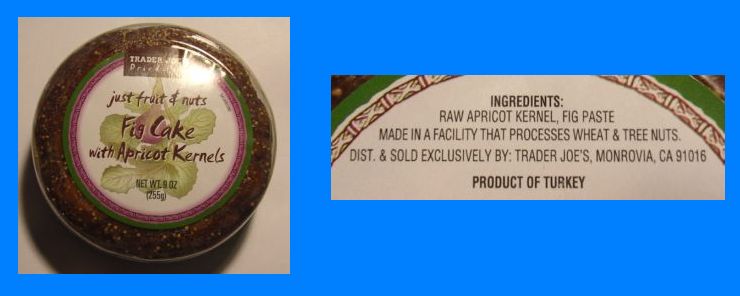 TRADER JOE'S
just fruit & nuts
Fig Cake
with Apricot Kernels
NET WT. 9 OZ
(255g)
INGREDIENTS:
RAW APRICOT KERNEL, FIG PASTE
MADE IN A FACILITY THAT PROCESSES WHEAT & TREE NUTS.
DIST. & SOLD EXCLUSIVELY BY: TRADER JOE'S, MONROVIA, CA 91016
PRODUCT OF TURKEY